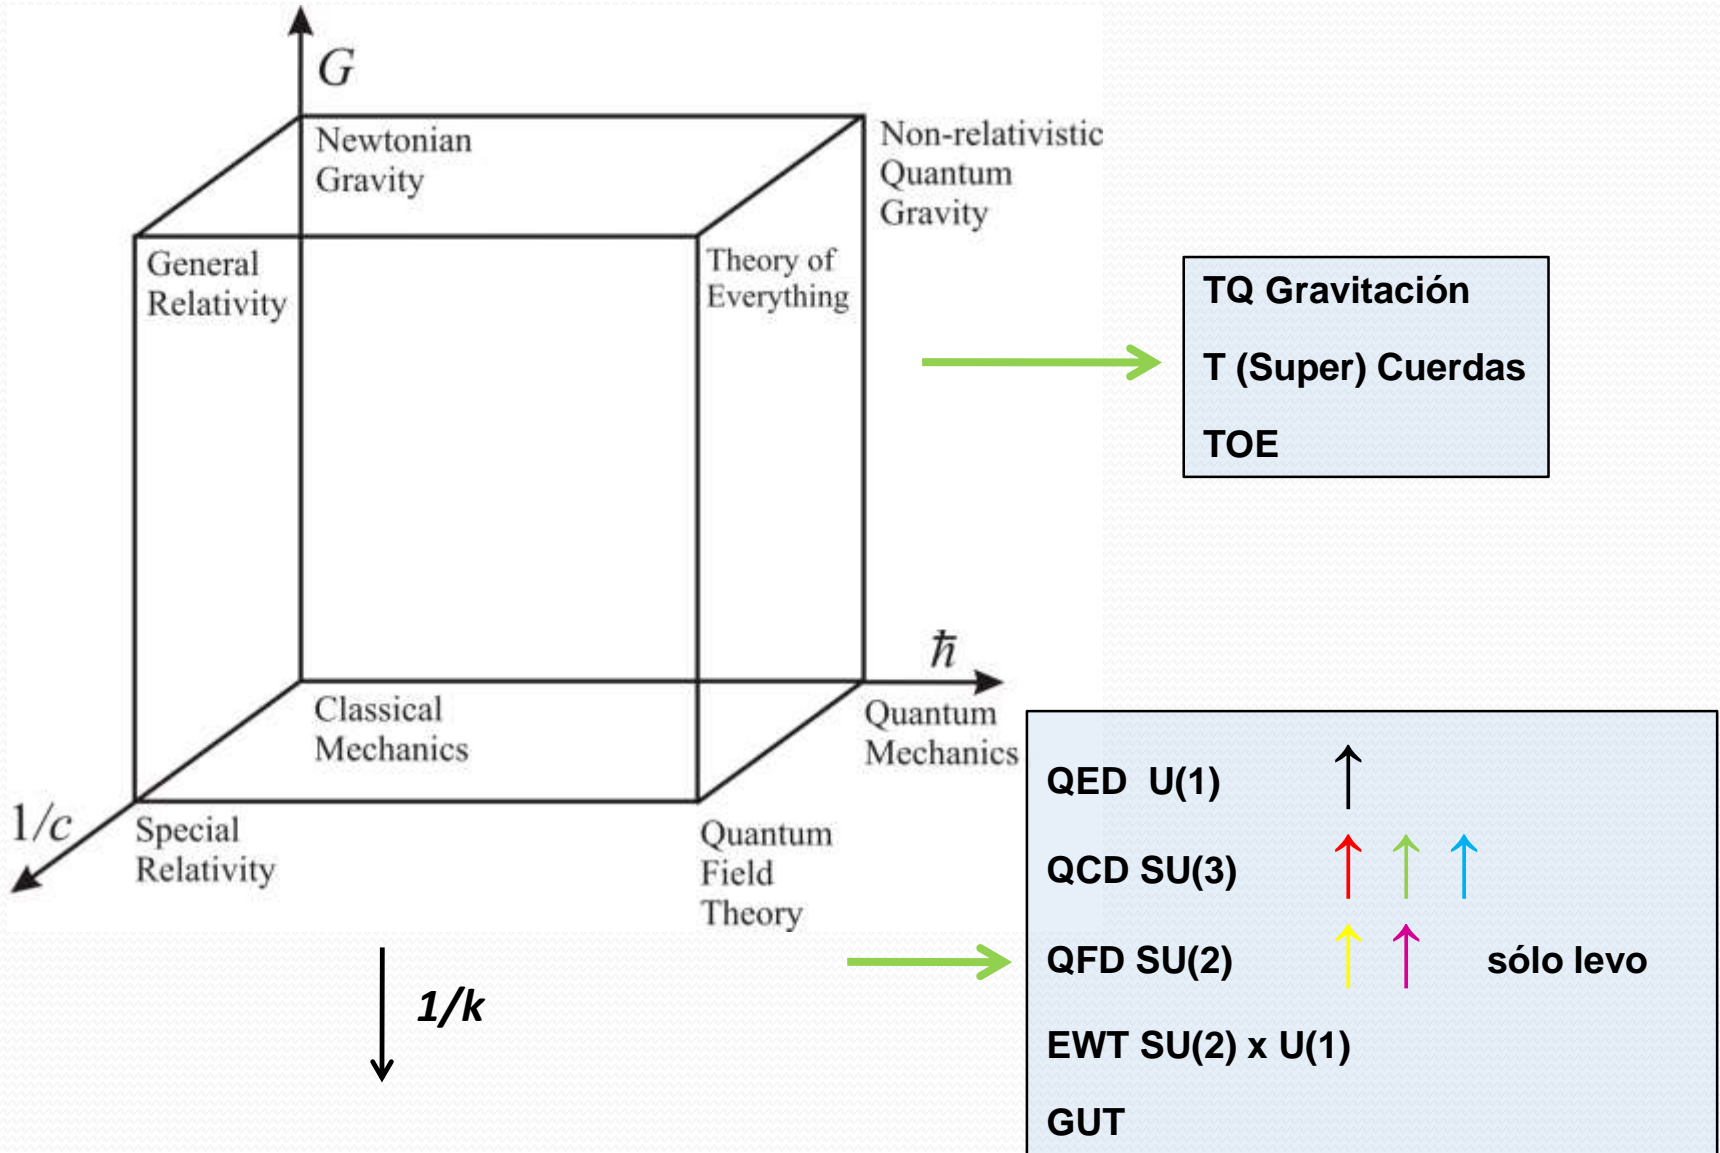 G
Newtonian
Gravity
Non-relativistic
Quantum
Gravity
General
Relativity
Theory of
Everything
TQ Gravitación
T (Super) Cuerdas
TOE
ħ
Classical
Mechanics
Quantum
Mechanics
1/c
Special
Relativity
Quantum
Field
Theory
1/k
QED U(1)
QCD SU(3)
QFD SU(2) sólo levo
EWT SU(2) x U(1)
GUT